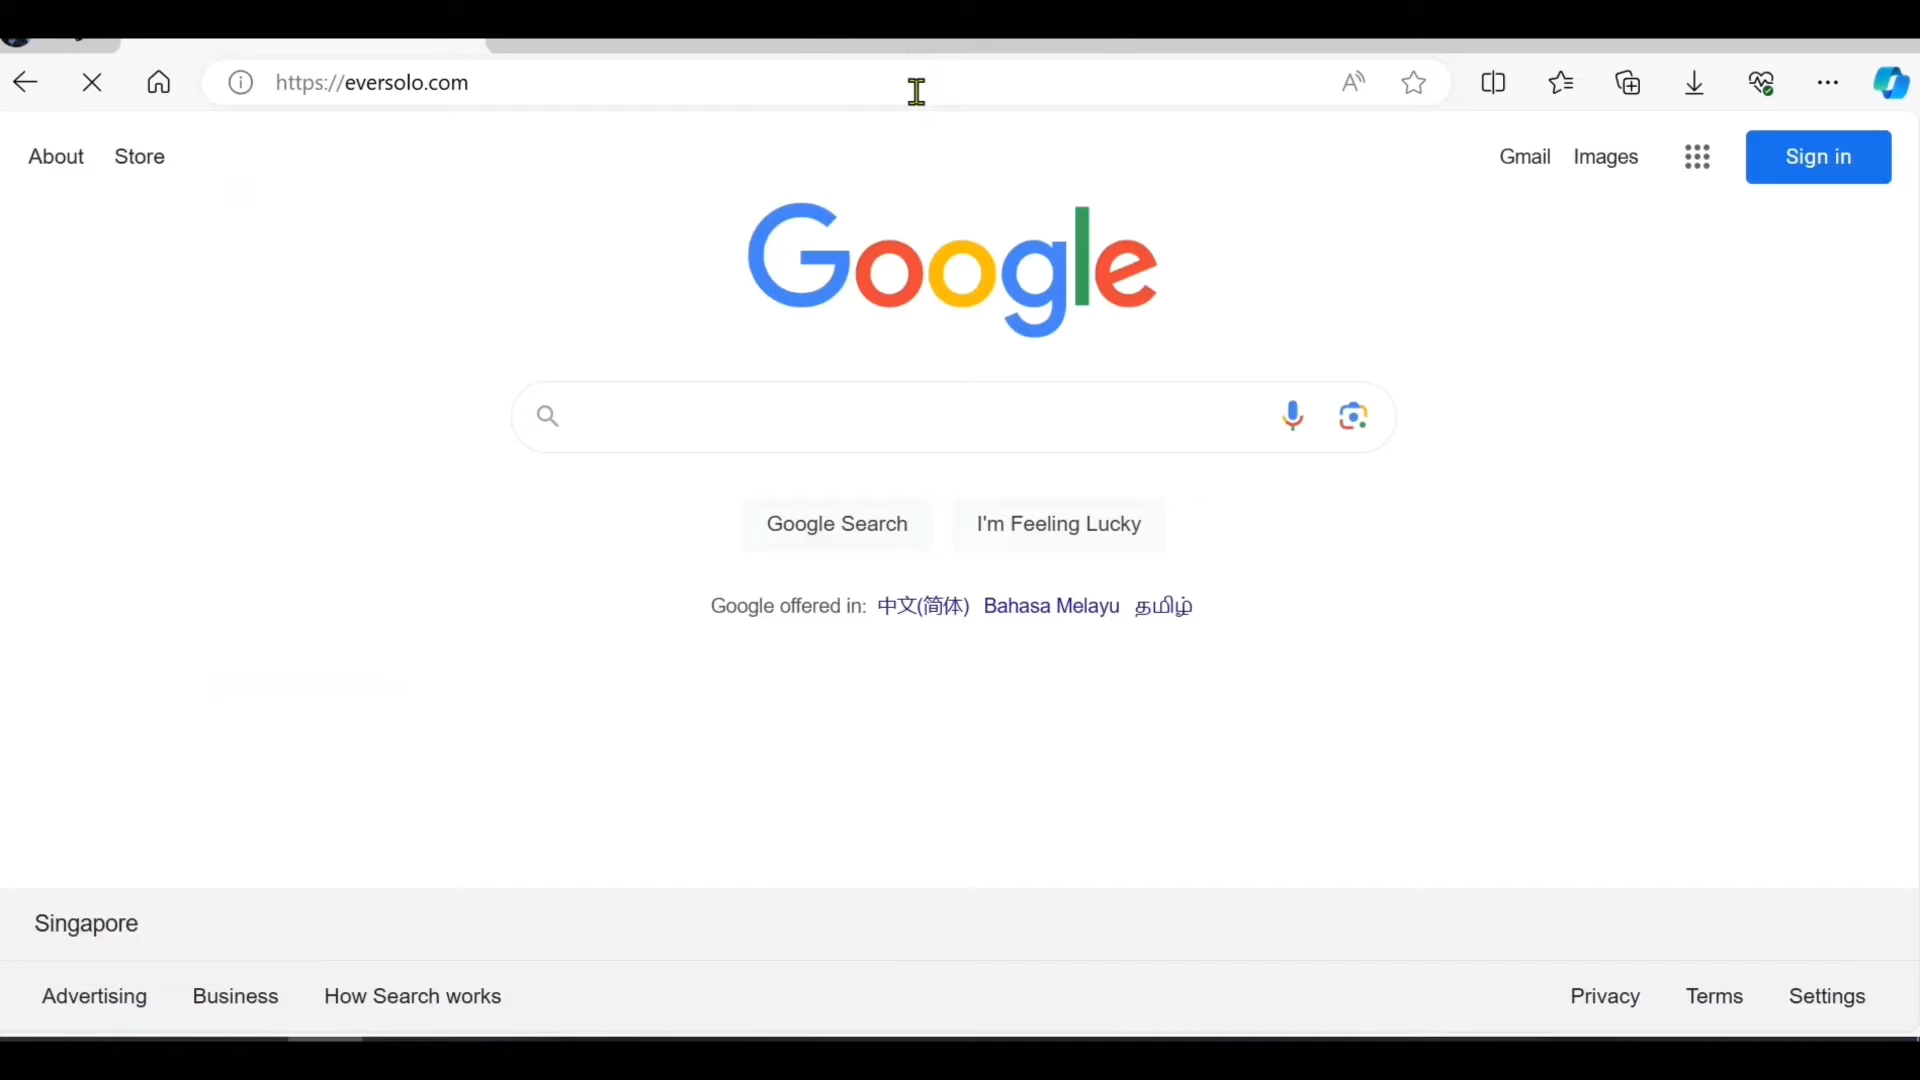 https://eversolo.com
About Store
Gmail Images Sign in
Google
Google Search I'm Feeling Lucky
Google offered in: 中文(简体) Bahasa Melayu தமிழ்
Singapore
Advertising Business How Search works
Privacy Terms Settings